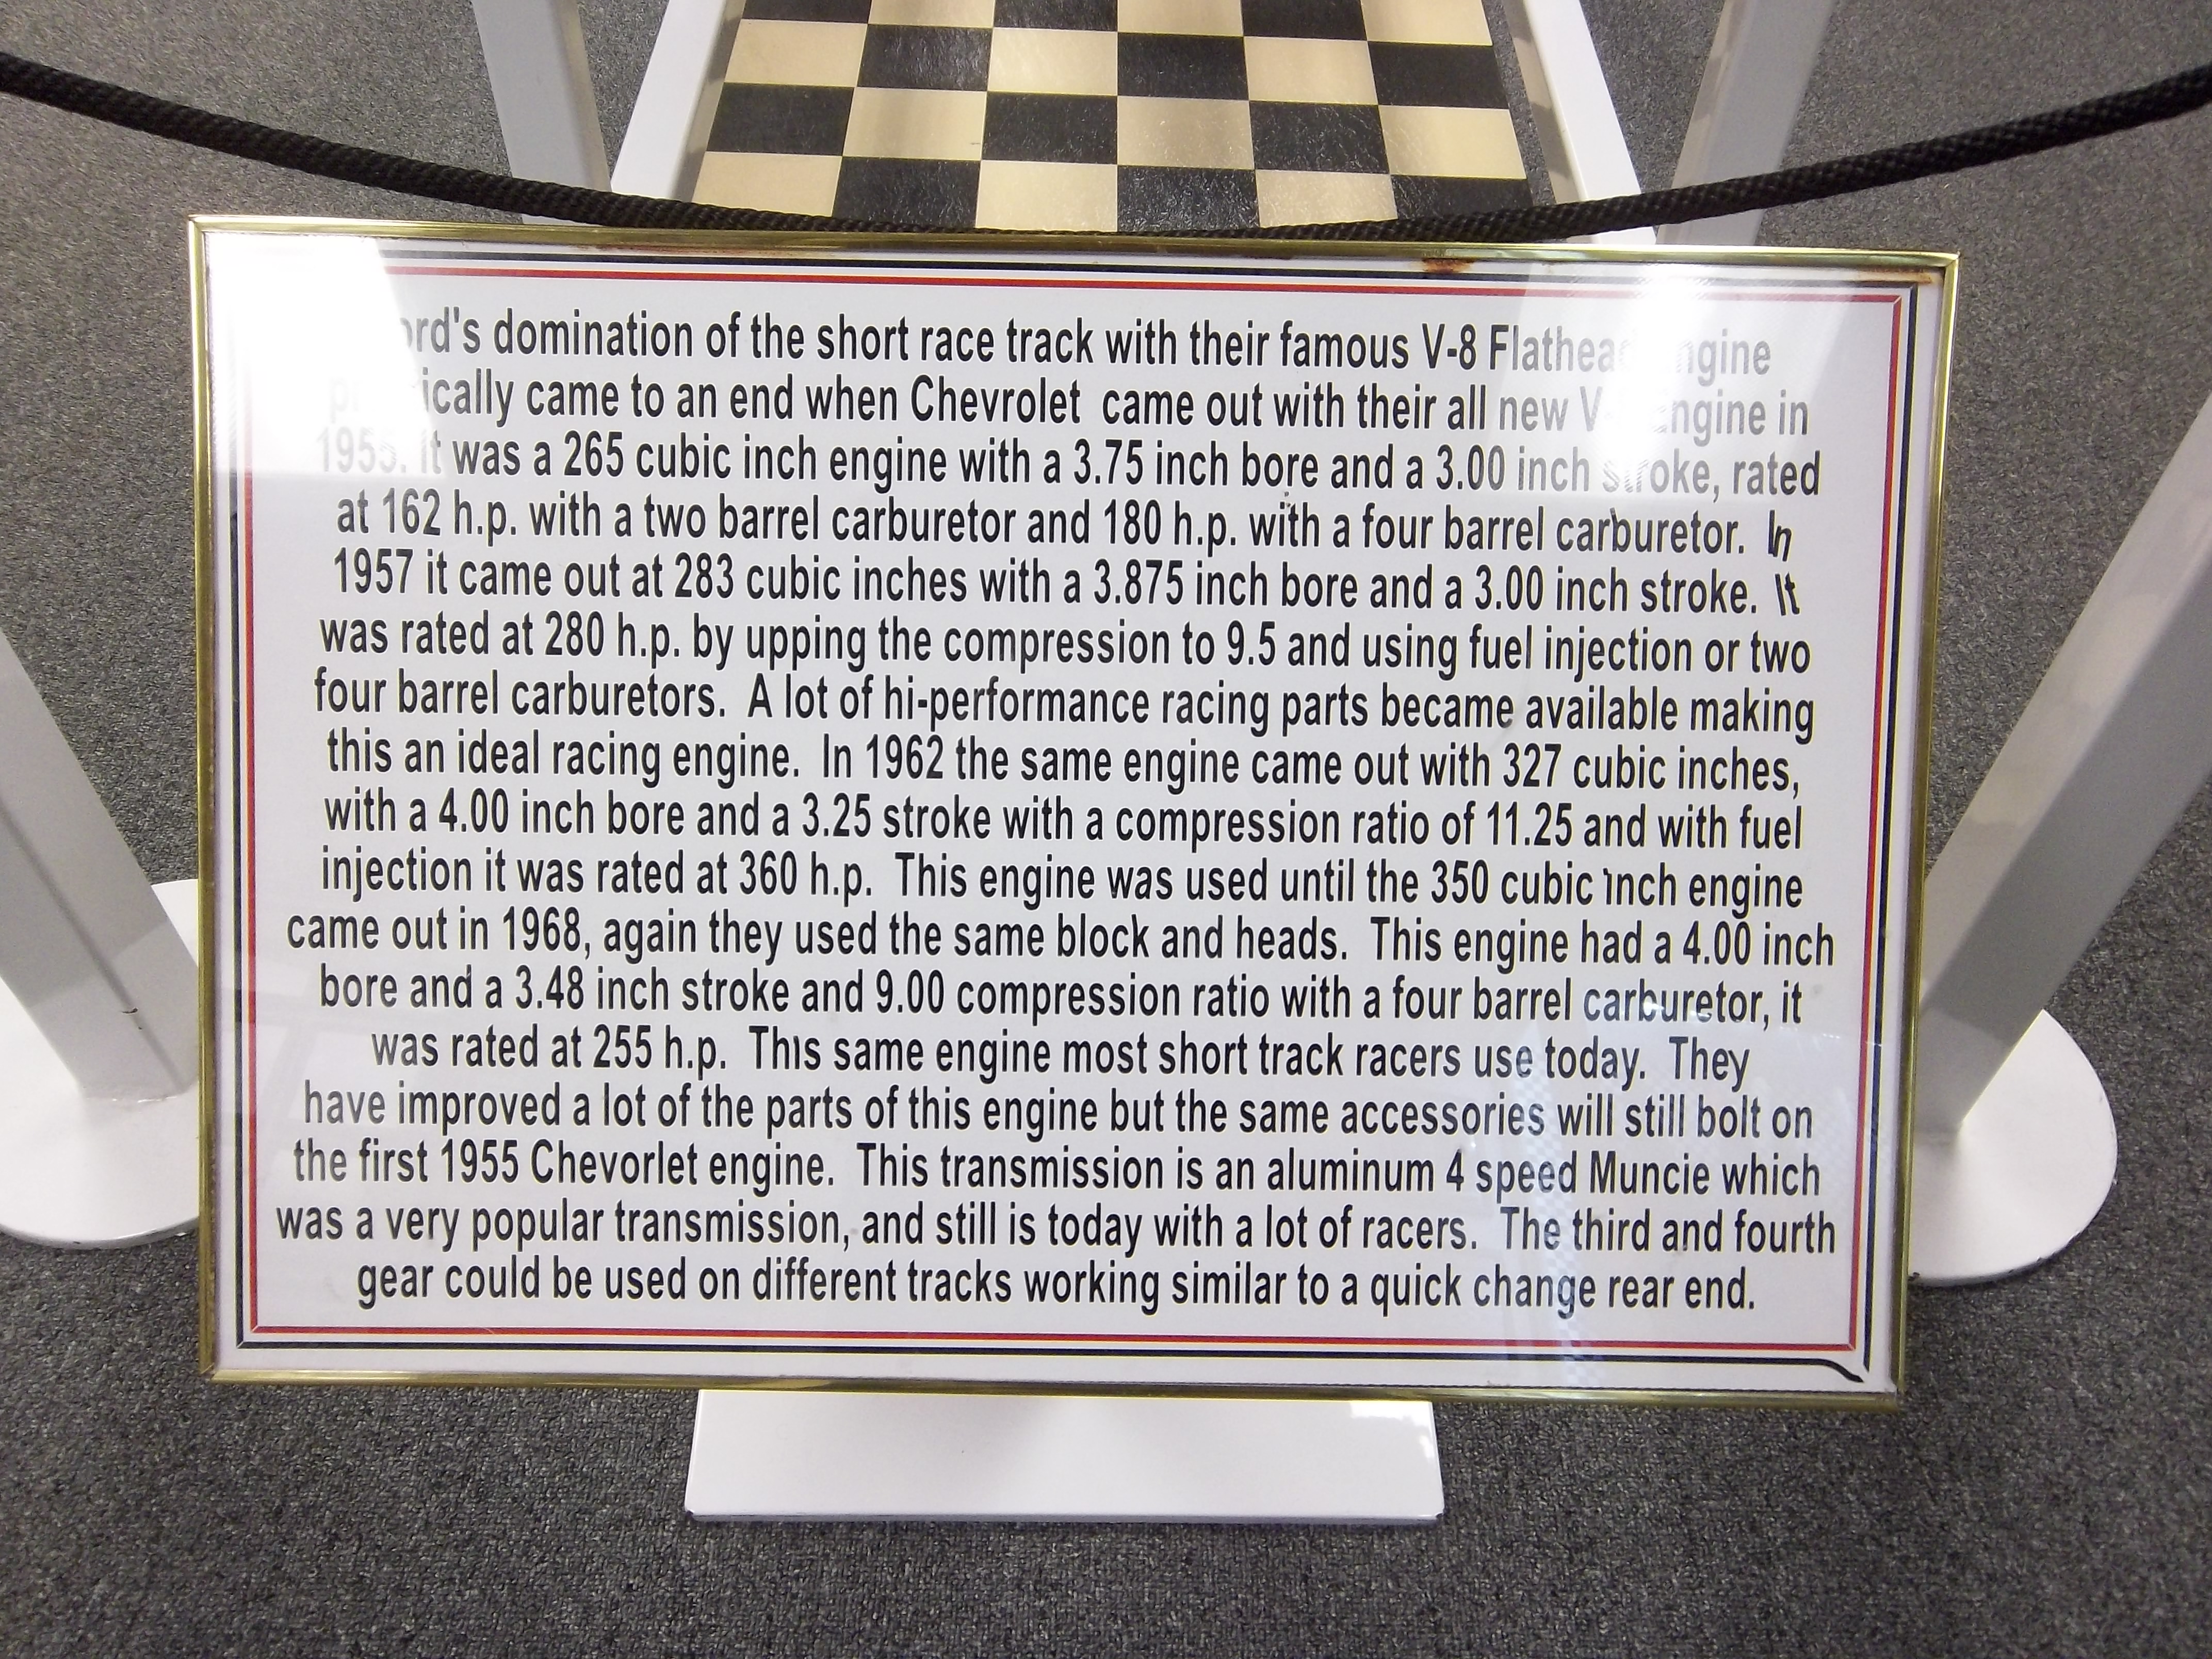 Ford's domination of the short race track with their famous V-8 Flathead engine
practically came to an end when Chevrolet came out with their all new engine in
1955. It was a 265 cubic inch engine with a 3.75 inch bore and a 3.00 inch stroke, rated
at 162 h.p. with a two barrel carburetor and 180 h.p. with a four barrel carburetor. In
1957 it came out at 283 cubic inches with a 3.875 inch bore and a 3.00 inch stroke. It
was rated at 280 h.p. by upping the compression to 9.5 and using fuel injection or two
four barrel carburetors. A lot of hi-performance racing parts became available making
this an ideal racing engine. In 1962 the same engine came out with 327 cubic inches,
with a 4.00 inch bore and a 3.25 stroke with a compression ratio of 11.25 and with fuel
injection it was rated at 360 h.p. This engine was used until the 350 cubic inch engine
came out in 1968, again they used the same block and heads. This engine had a 4.00 inch
bore and a 3.48 inch stroke and 9.00 compression ratio with a four barrel carburetor, it
was rated at 255 h.p. This same engine most short track racers use today. They
have improved a lot of the parts of this engine but the same accessories will still bolt on
the first 1955 Chevorlet engine. This transmission is an aluminum 4 speed Muncie which
was a very popular transmission, and still is today with a lot of racers. The third and fourth
gear could be used on different tracks working similar to a quick change rear end.